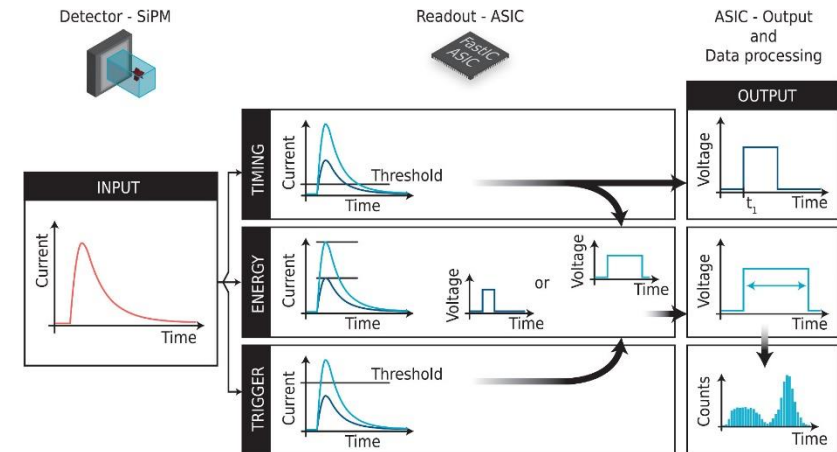 Detector - SiPM
Readout - ASIC
ASIC - Output
and
Data processing
FastIC
ASIC
INPUT
Current
Time
TIMING
Current
Threshold
Time
ENERGY
Current
Time
Voltage
Time
or
Voltage
Time
TRIGGER
Current
Threshold
Time
OUTPUT
Voltage
t1
Time
Voltage
Time
Counts
Time